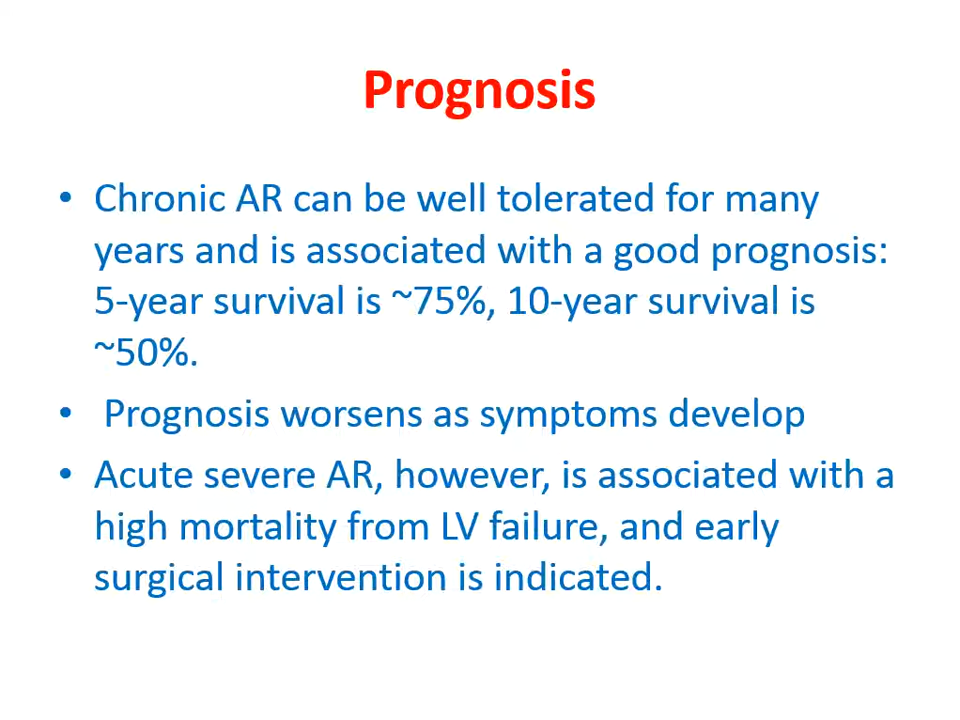 Prognosis
• Chronic AR can be well tolerated for many
years and is associated with a good prognosis:
5-year survival is ~75%, 10-year survival is
~50%.
• Prognosis worsens as symptoms develop
• Acute severe AR, however, is associated with a
high mortality from LV failure, and early
surgical intervention is indicated.